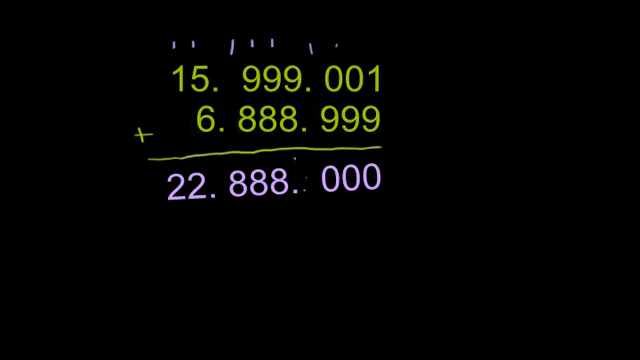 15. 999. 001
+ 6. 888. 999
22. 888. 000